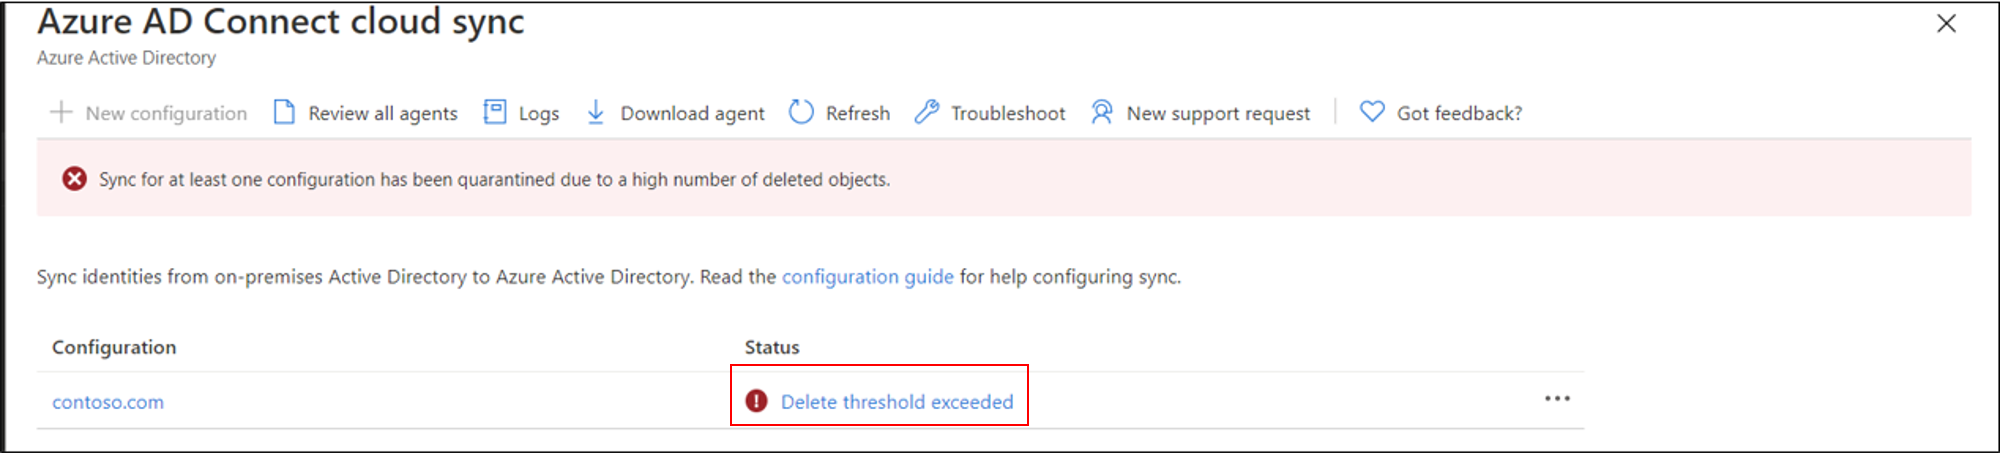 Azure AD Connect cloud sync
Azure Active Directory
New configuration Review all agents Logs Download agent Refresh Troubleshoot New support request Got feedback?
Sync for at least one configuration has been quarantined due to a high number of deleted objects.
Sync identities from on-premises Active Directory to Azure Active Directory. Read the configuration guide for help configuring sync.
Configuration Status
contoso.com Delete threshold exceeded